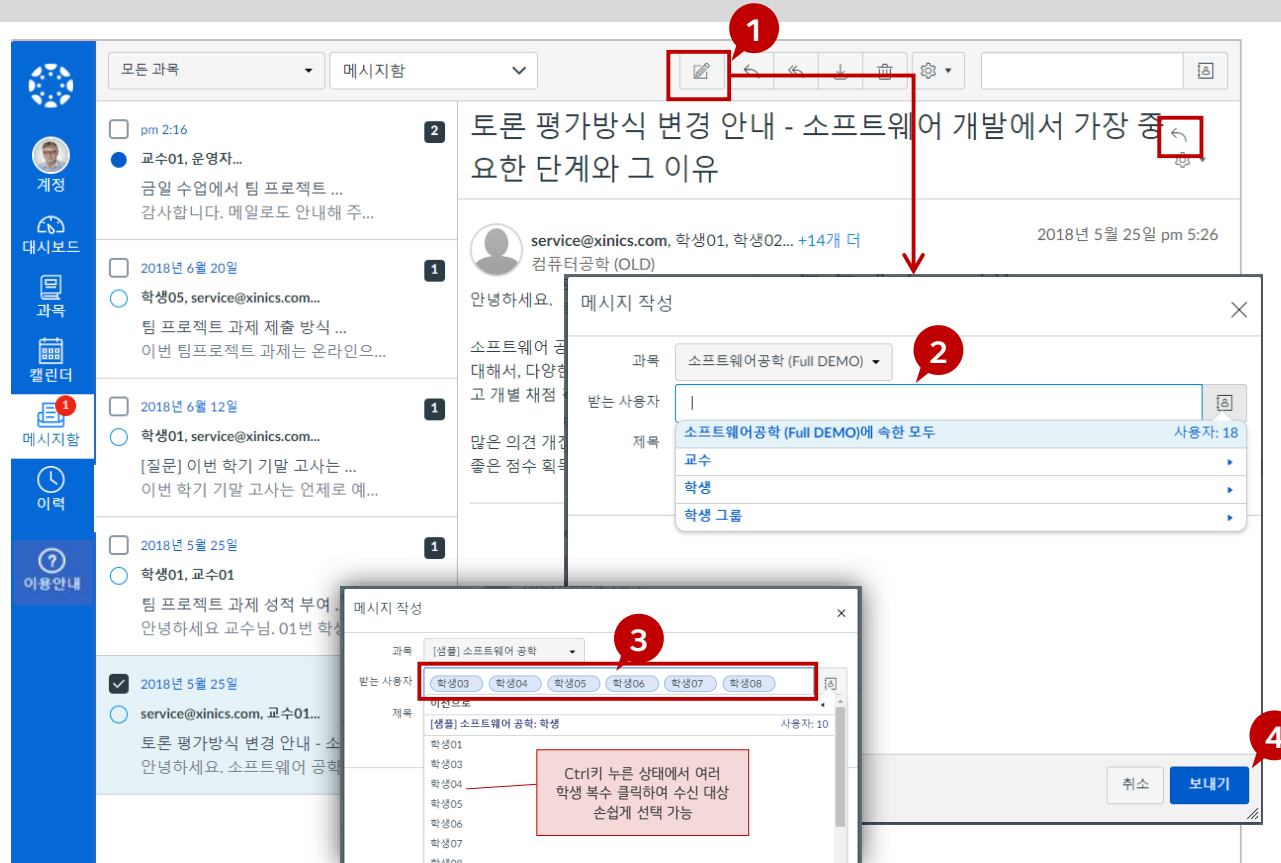 1
모든 과목
메시지함
계정
대시보드
과목
캘린더
1
메시지함
이력
이용안내
pm 2:16
2
교수01, 운영자...
금일 수업에서 팀 프로젝트 ...
감사합니다. 메일로도 안내해 주...
2018년 6월 20일
1
학생05, service@xinics.com...
팀 프로젝트 과제 제출 방식 ...
이번 팀프로젝트 과제는 온라인으...
2018년 6월 12일
1
학생01, service@xinics.com...
[질문] 이번 학기 기말 고사는 ...
이번 학기 기말 고사는 언제로 예...
2018년 5월 25일
1
학생01, 교수01
팀 프로젝트 과제 성적 부여 .
안녕하세요 교수님. 01번 학
2018년 5월 25일
service@xinics.com, 교수01...
토론 평가방식 변경 안내 - 소
안녕하세요. 소프트웨어 공학
토론 평가방식 변경 안내 - 소프트웨어 개발에서 가장 중
요한 단계와 그 이유
service@xinics.com, 학생01, 학생02... +14개 더
2018년 5월 25일 pm 5:26
컴퓨터공학 (OLD)
안녕하세요.
소프트웨어 공
대해서, 다양한
고 개별 채점
많은 의견 개진
좋은 점수 획득
메시지 작성
2
과목
소프트웨어공학 (Full DEMO)
받는 사용자
제목
소프트웨어공학 (Full DEMO)에 속한 모두
사용자: 18
교수
학생
학생 그룹
취소
보내기
4
메시지 작성
3
과목
[샘플] 소프트웨어 공학
받는 사용자
학생03 학생04 학생05 학생06 학생07 학생08
제목
이전으로
[샘플] 소프트웨어 공학: 학생
사용자: 10
학생01
학생03
학생04
학생05
학생06
학생07
학생08
Ctrl키 누른 상태에서 여러
학생 복수 클릭하여 수신 대상
손쉽게 선택 가능